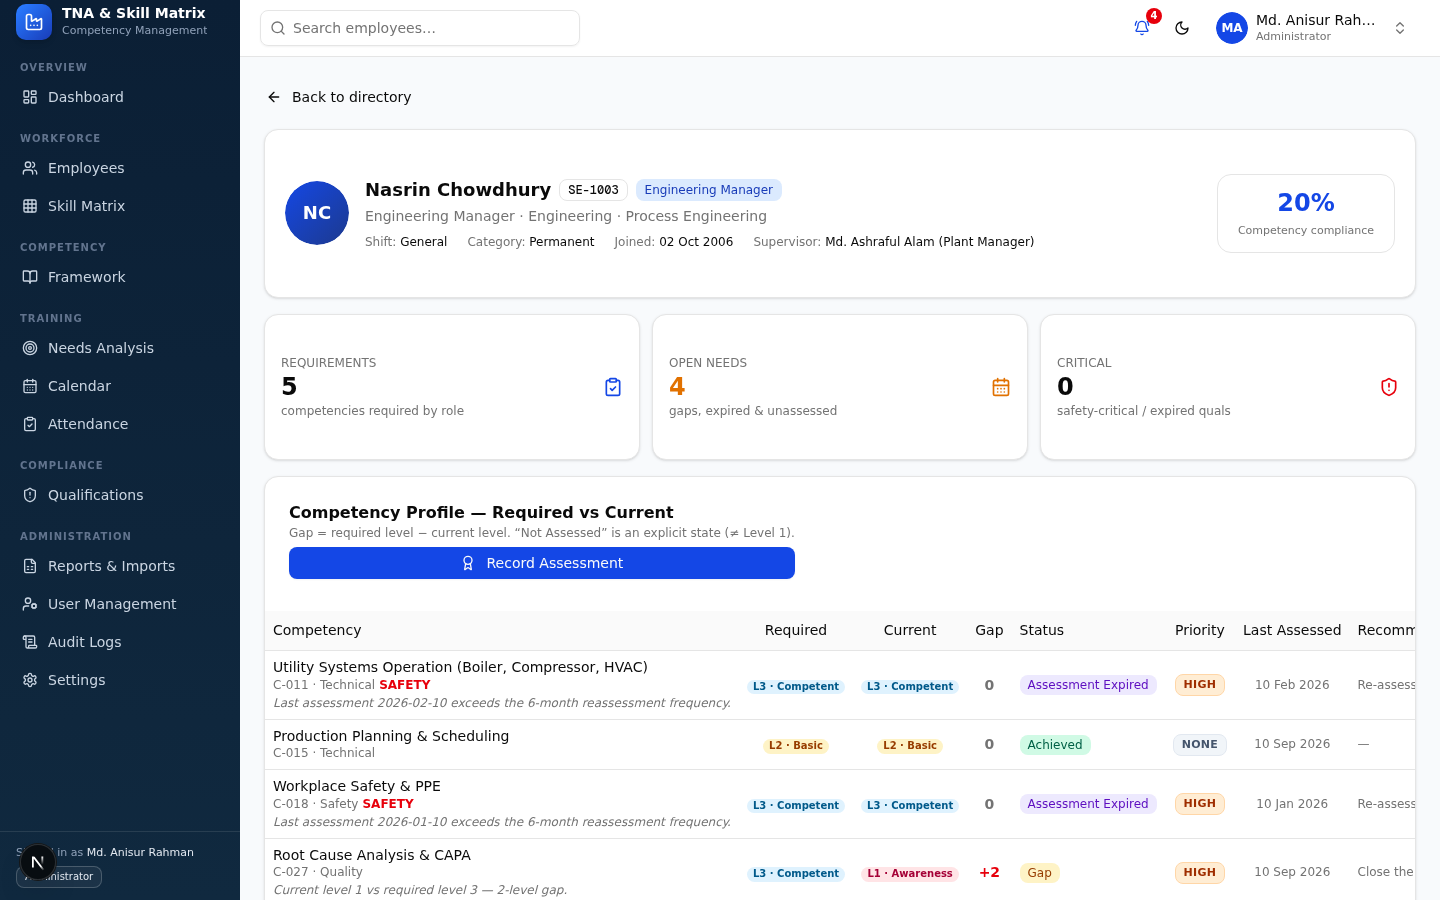 TNA & Skill Matrix
Competency Management
OVERVIEW
Dashboard
WORKFORCE
Employees
Skill Matrix
COMPETENCY
Framework
TRAINING
Needs Analysis
Calendar
Attendance
COMPLIANCE
Qualifications
ADMINISTRATION
Reports & Imports
User Management
Audit Logs
Settings
in as Md. Anisur Rahman
Search employees...
4
MA
Md. Anisur Rah...
Administrator
Back to directory
NC
Nasrin Chowdhury SE-1003 Engineering Manager
Engineering Manager · Engineering · Process Engineering
Shift: General Category: Permanent Joined: 02 Oct 2006 Supervisor: Md. Ashraful Alam (Plant Manager)
20%
Competency compliance
REQUIREMENTS
5
competencies required by role
OPEN NEEDS
4
gaps, expired & unassessed
CRITICAL
0
safety-critical / expired quals
Competency Profile — Required vs Current
Gap = required level − current level. “Not Assessed” is an explicit state (≠ Level 1).
Record Assessment
Competency Required Current Gap Status Priority Last Assessed Recomm
Utility Systems Operation (Boiler, Compressor, HVAC)
C-011 · Technical SAFETY
Last assessment 2026-02-10 exceeds the 6-month reassessment frequency.
L3 · Competent L3 · Competent 0 Assessment Expired HIGH 10 Feb 2026 Re-assess
Production Planning & Scheduling
C-015 · Technical
L2 · Basic L2 · Basic 0 Achieved NONE 10 Sep 2026 —
Workplace Safety & PPE
C-018 · Safety SAFETY
Last assessment 2026-01-10 exceeds the 6-month reassessment frequency.
L3 · Competent L3 · Competent 0 Assessment Expired HIGH 10 Jan 2026 Re-assess
Root Cause Analysis & CAPA
C-027 · Quality
Current level 1 vs required level 3 — 2-level gap.
L3 · Competent L1 · Awareness +2 Gap HIGH 10 Sep 2026 Close the